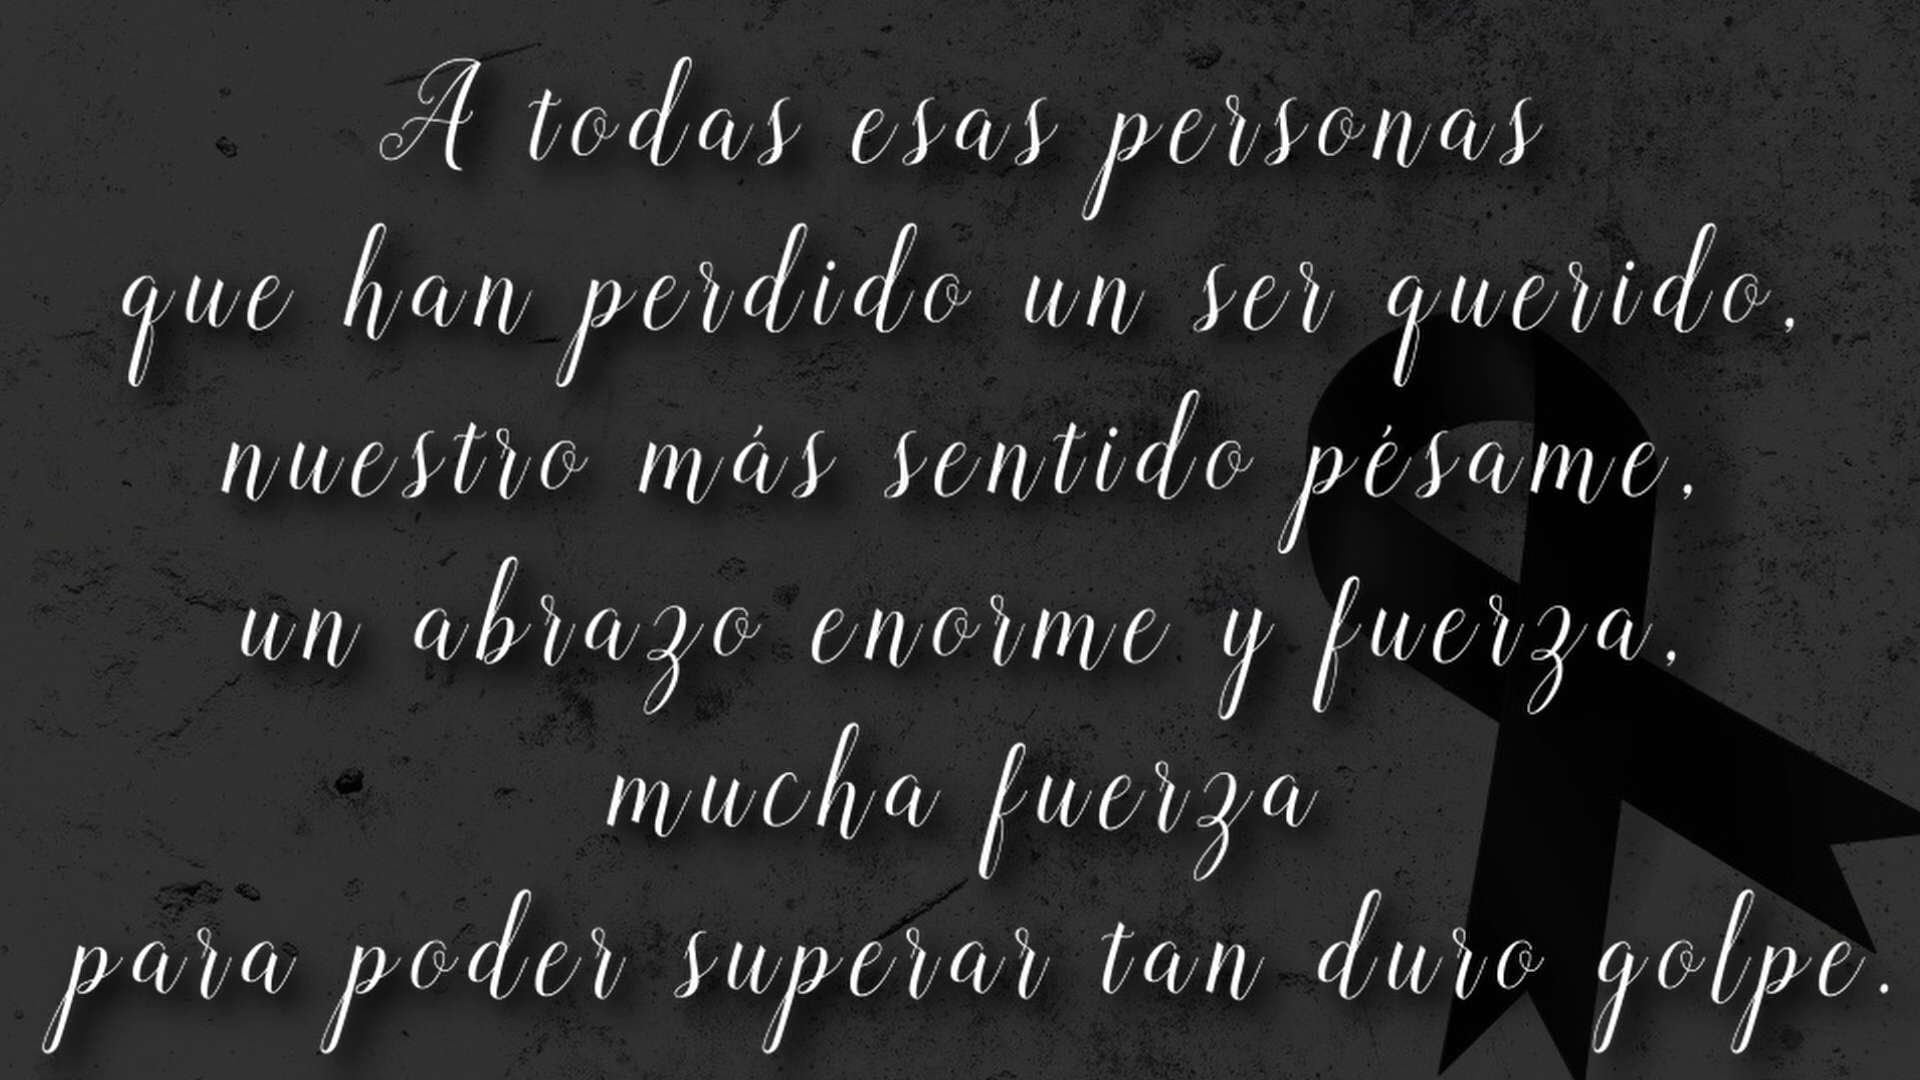 A todas esas personas
que han perdido un ser querido,
nuestro más sentido pésame,
un abrazo enorme y fuerza,
mucha fuerza
para poder superar tan duro golpe.